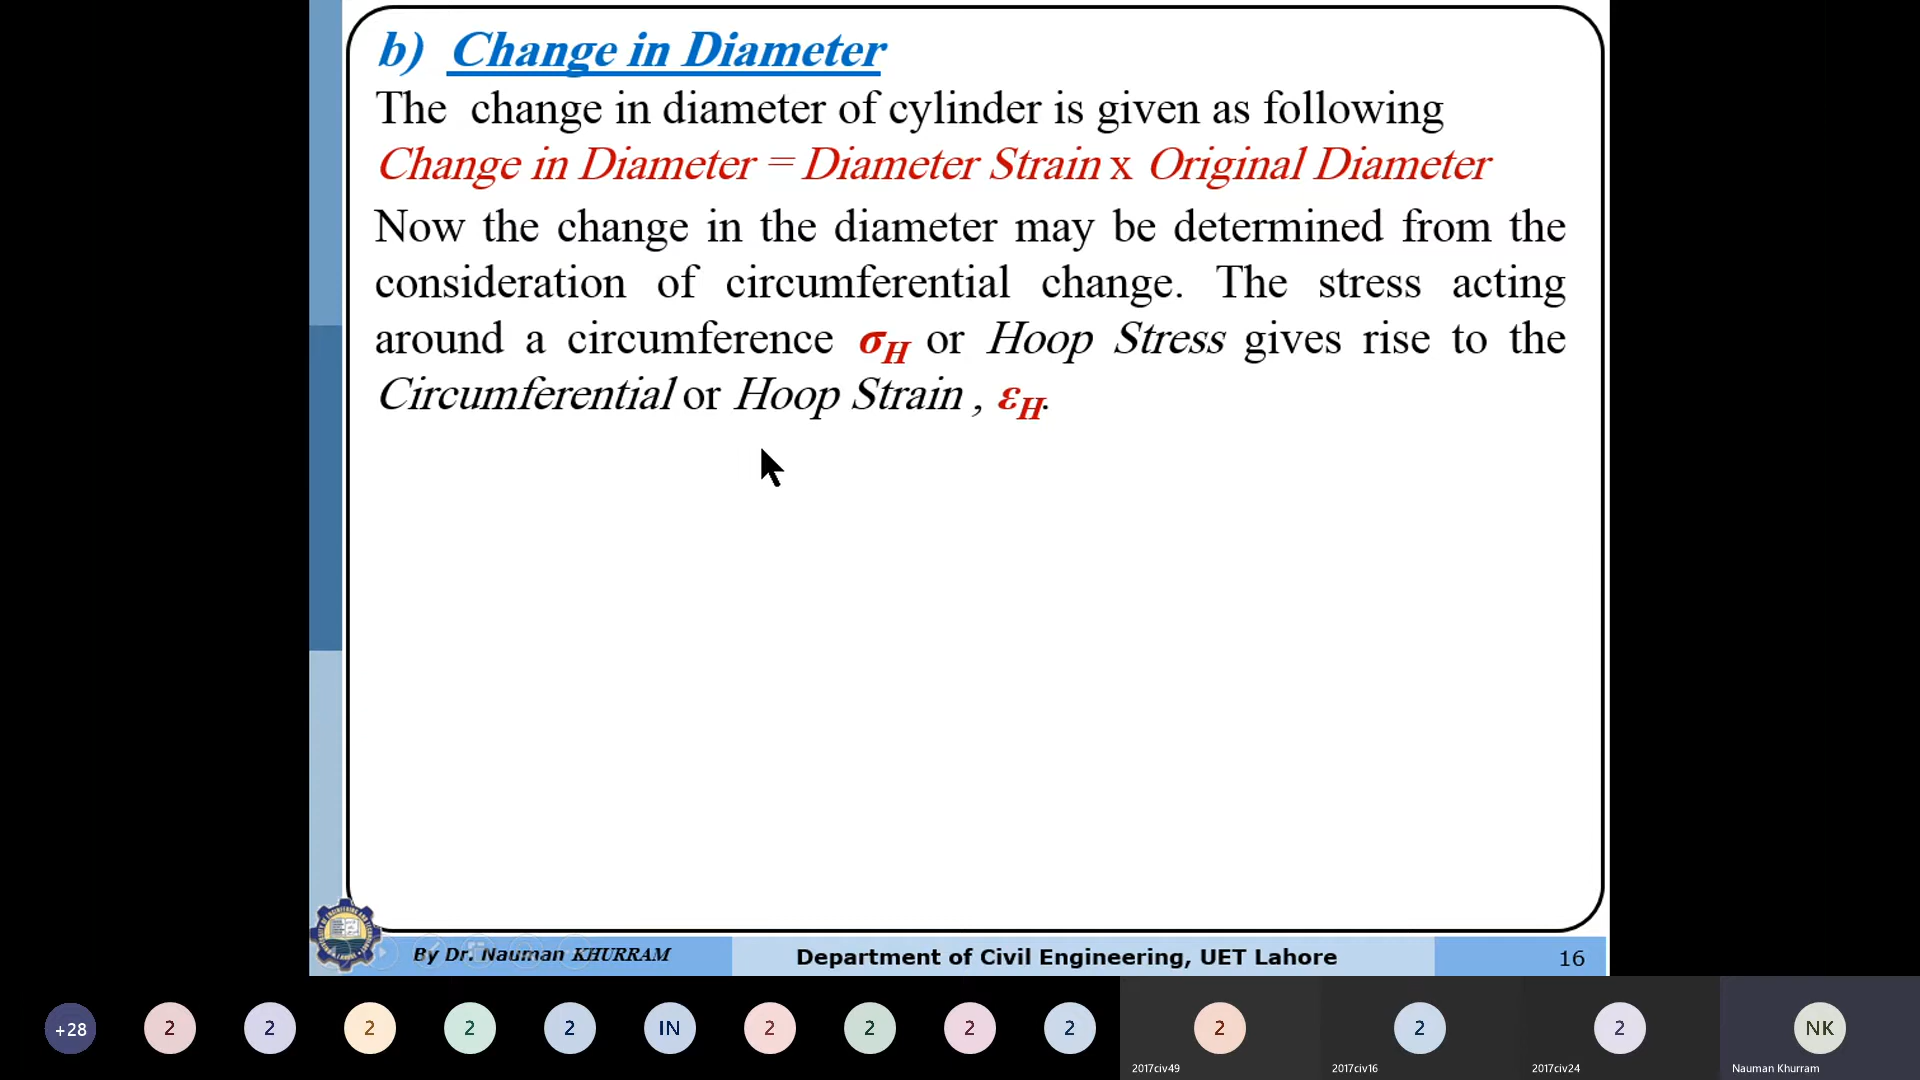 b) Change in Diameter
The change in diameter of cylinder is given as following
Change in Diameter = Diameter Strain x Original Diameter
Now the change in the diameter may be determined from the
consideration of circumferential change. The stress acting
around a circumference σH or Hoop Stress gives rise to the
Circumferential or Hoop Strain , εH.
By Dr. Nauman KHURRAM
Department of Civil Engineering, UET Lahore
16
+28
2
2
2
2
2
IN
2
2
2
2
2
2
2
NK
2017civ49
2017civ16
2017civ24
Nauman Khurram